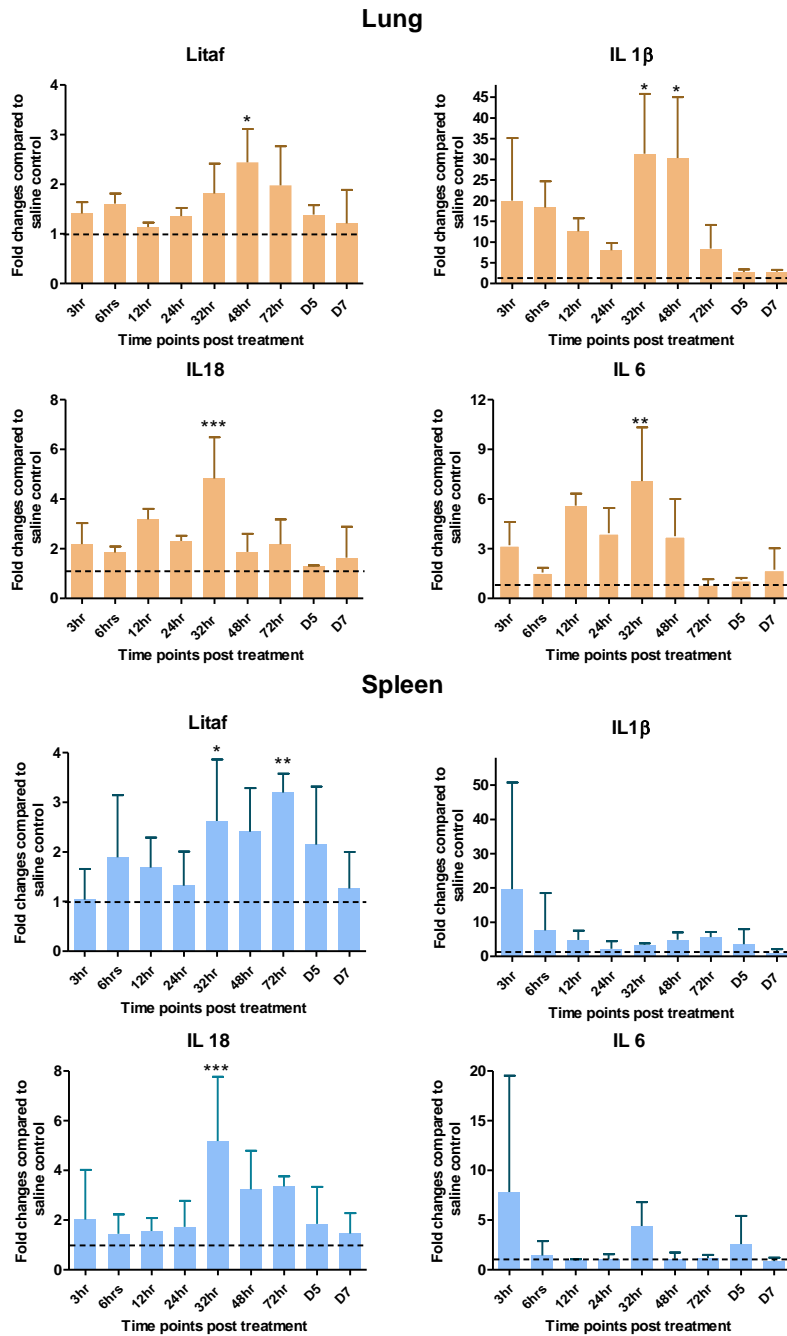 Lung
Litaf
Fold changes compared to
saline control
4
3
2
1
0
*
3hr 6hrs 12hr 24hr 32hr 48hr 72hr D5 D7
Time points post treatment
IL 1β
Fold changes compared to
saline control
45
40
35
30
25
20
15
10
5
0
* *
3hr 6hrs 12hr 24hr 32hr 48hr 72hr D5 D7
Time points post treatment
IL18
Fold changes compared to
saline control
8
6
4
2
0
***
3hr 6hrs 12hr 24hr 32hr 48hr 72hr D5 D7
Time points post treatment
IL 6
Fold changes compared to
saline control
12
9
6
3
0
**
3hr 6hrs 12hr 24hr 32hr 48hr 72hr D5 D7
Time points post treatment
Spleen
Litaf
Fold changes compared to
saline control
4
3
2
1
0
* **
3hr 6hrs 12hr 24hr 32hr 48hr 72hr D5 D7
Time points post treatment
IL1β
Fold changes compared to
saline control
50
40
30
20
10
0
3hr 6hrs 12hr 24hr 32hr 48hr 72hr D5 D7
Time points post treatment
IL 18
Fold changes compared to
saline control
8
6
4
2
0
***
3hr 6hrs 12hr 24hr 32hr 48hr 72hr D5 D7
Time points post treatment
IL 6
Fold changes compared to
saline control
20
15
10
5
0
3hr 6hrs 12hr 24hr 32hr 48hr 72hr D5 D7
Time points post treatment